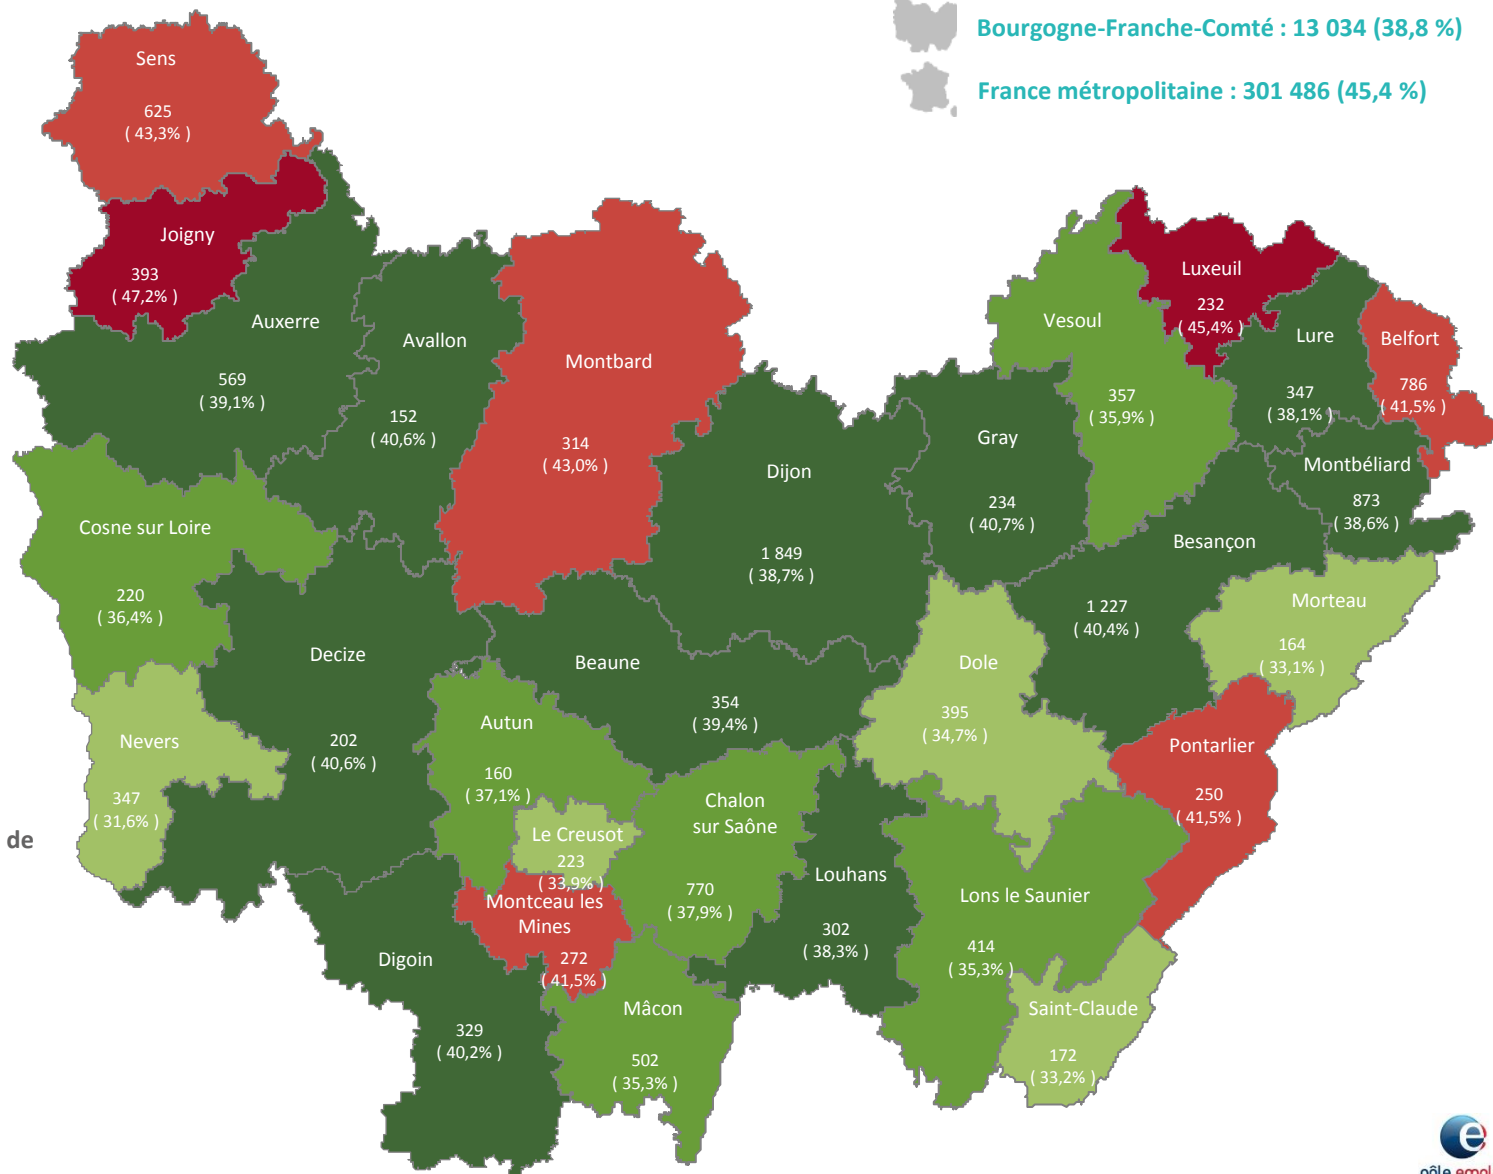 Bourgogne-Franche-Comté : 13 034 (38,8 %)
France métropolitaine : 301 486 (45,4 %)
Sens
625
( 43,3% )
Joigny
393
( 47,2% )
Auxerre
569
( 39,1% )
Avallon
152
( 40,6% )
Montbard
314
( 43,0% )
Dijon
1 849
( 38,7% )
Gray
234
( 40,7% )
Vesoul
357
( 35,9% )
Luxeuil
232
( 45,4% )
Lure
347
( 38,1% )
Belfort
786
( 41,5% )
Montbéliard
873
( 38,6% )
Besançon
1 227
( 40,4% )
Morteau
164
( 33,1% )
Cosne sur Loire
220
( 36,4% )
Decize
202
( 40,6% )
Nevers
347
( 31,6% )
Beaune
354
( 39,4% )
Autun
160
( 37,1% )
Dole
395
( 34,7% )
Pontarlier
250
( 41,5% )
Le Creusot
223
( 33,9% )
Chalon
sur Saône
770
( 37,9% )
Louhans
302
( 38,3% )
Lons le Saunier
414
( 35,3% )
Montceau les
Mines
272
( 41,5% )
Digoin
329
( 40,2% )
Mâcon
502
( 35,3% )
Saint-Claude
172
( 33,2% )
de
e